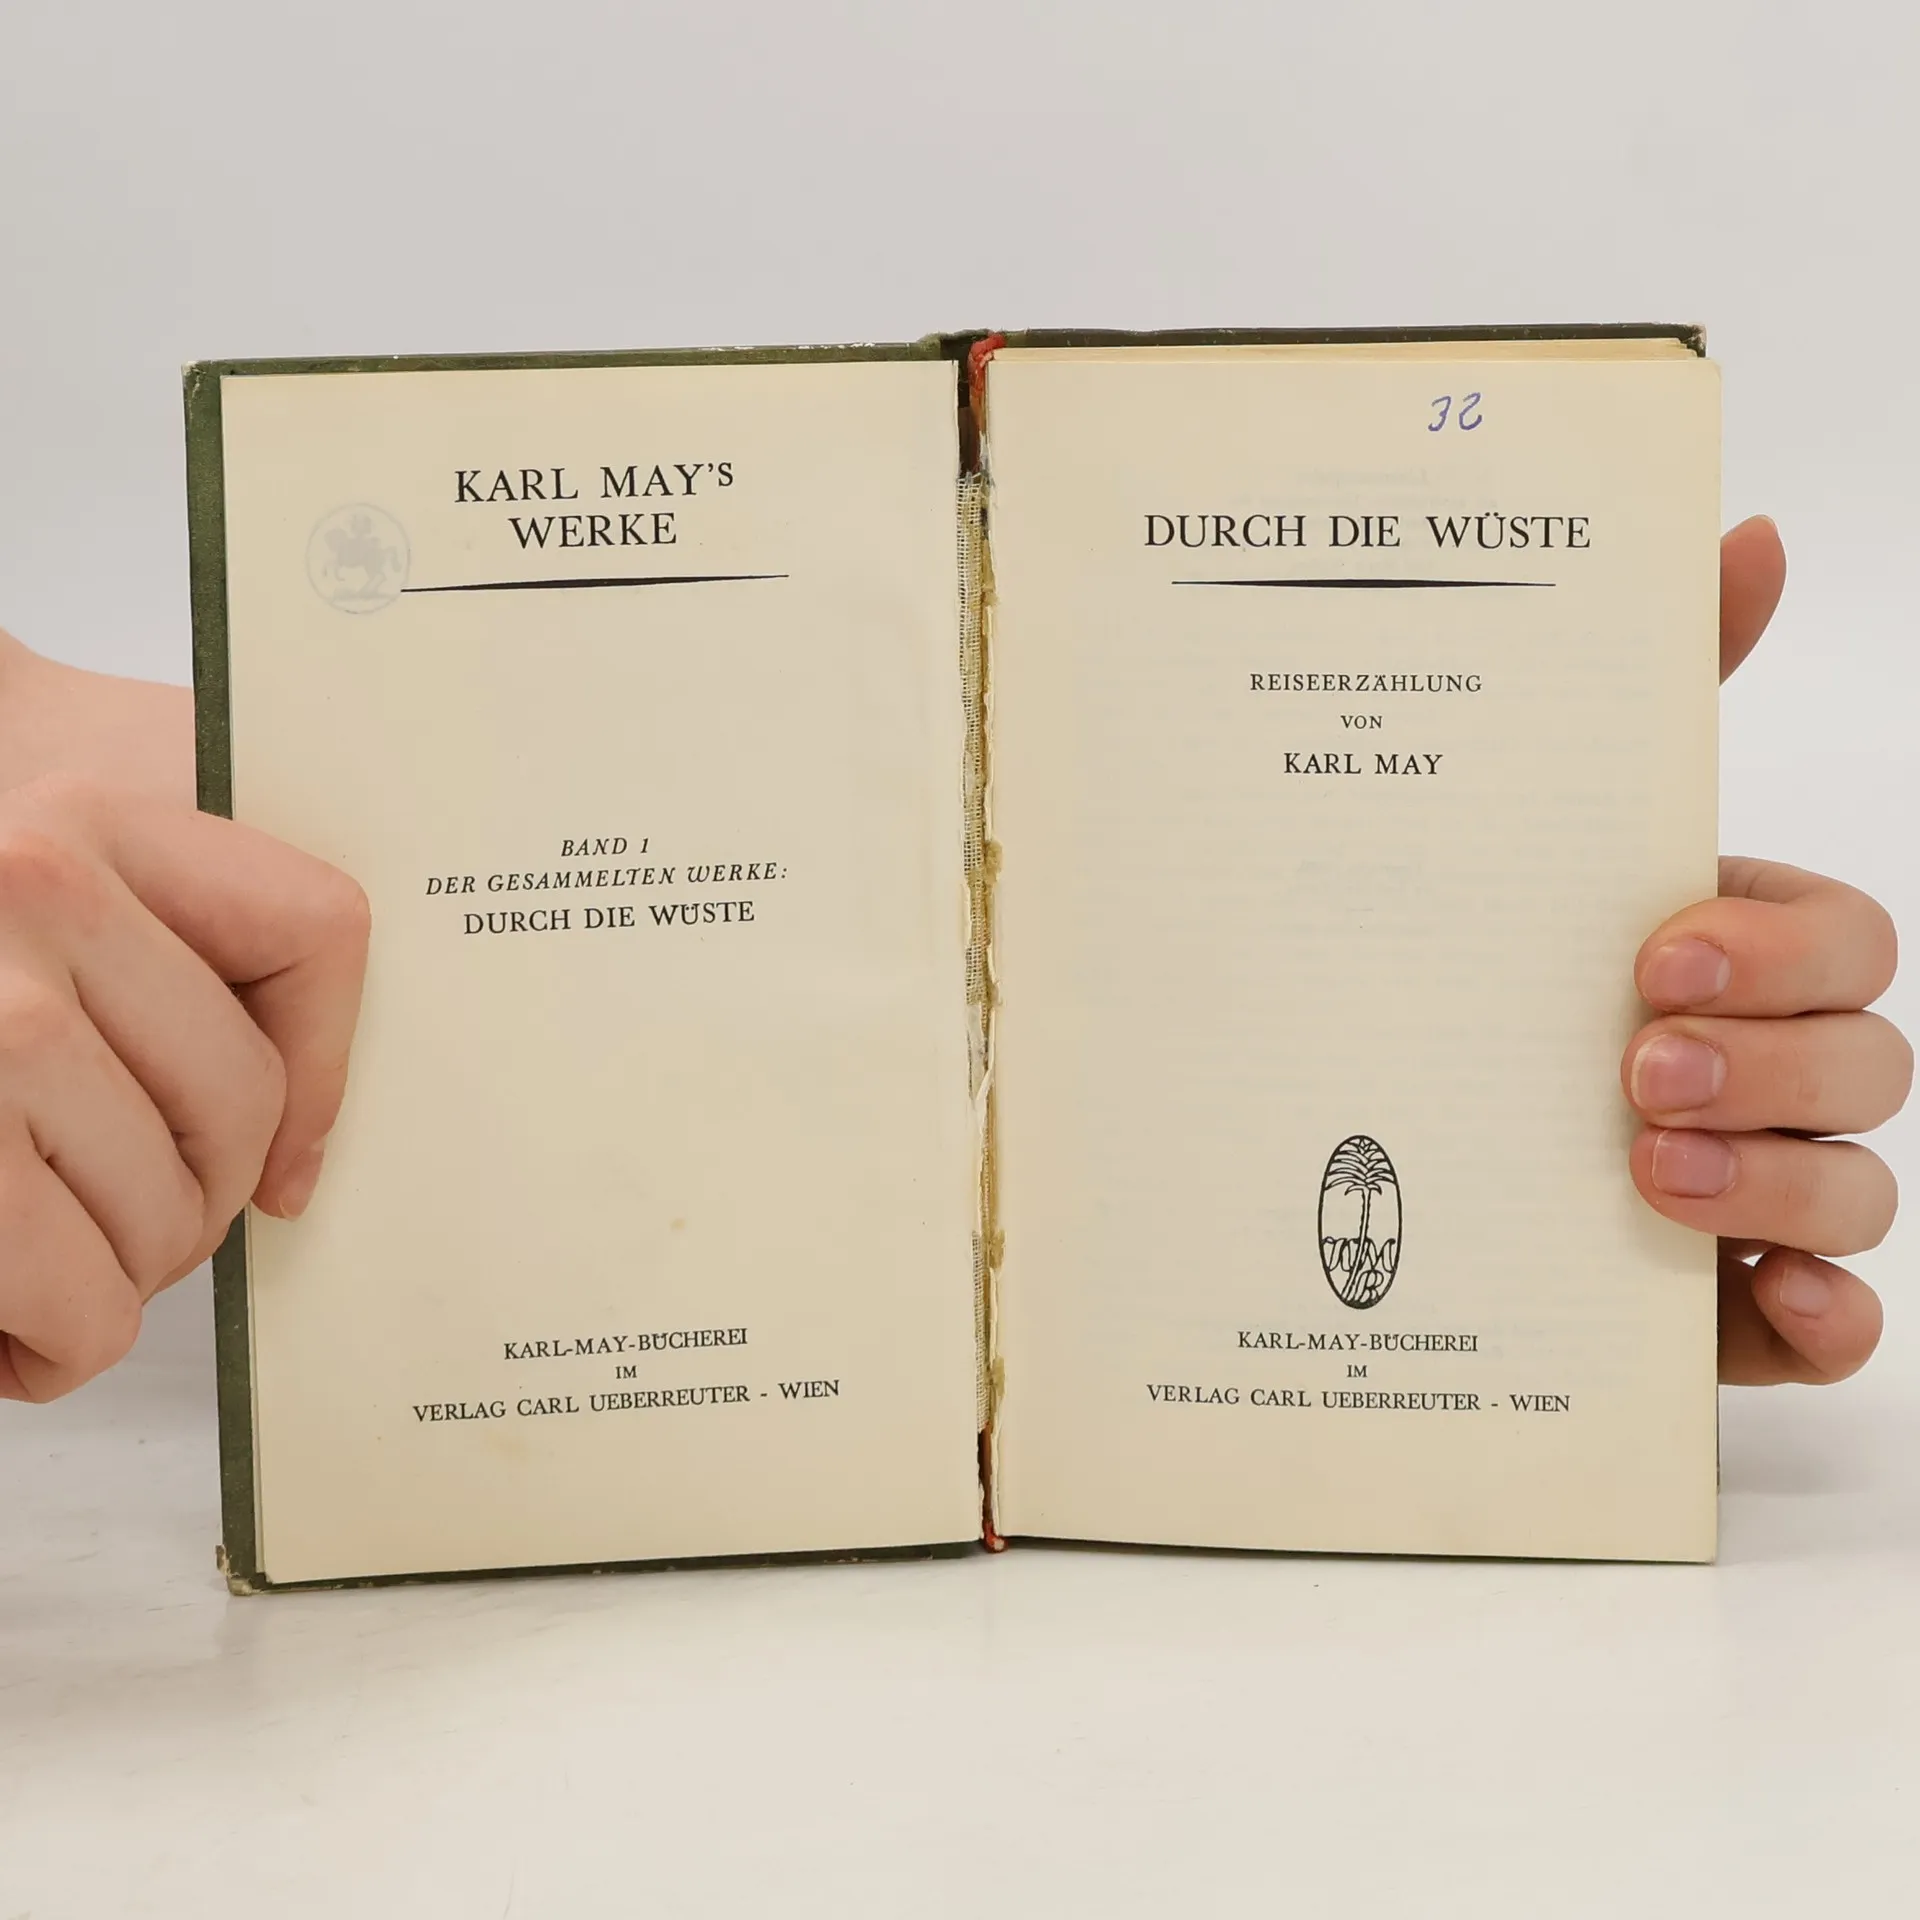 KARL MAY'S
WERKE
BAND 1
DER GESAMMELTEN WERKE:
DURCH DIE WÜSTE
KARL-MAY-BÜCHEREI
IM
VERLAG CARL UEBERREUTER - WIEN
32
DURCH DIE WÜSTE
REISEERZÄHLUNG
VON
KARL MAY
KARL-MAY-BÜCHEREI
IM
VERLAG CARL UEBERREUTER - WIEN